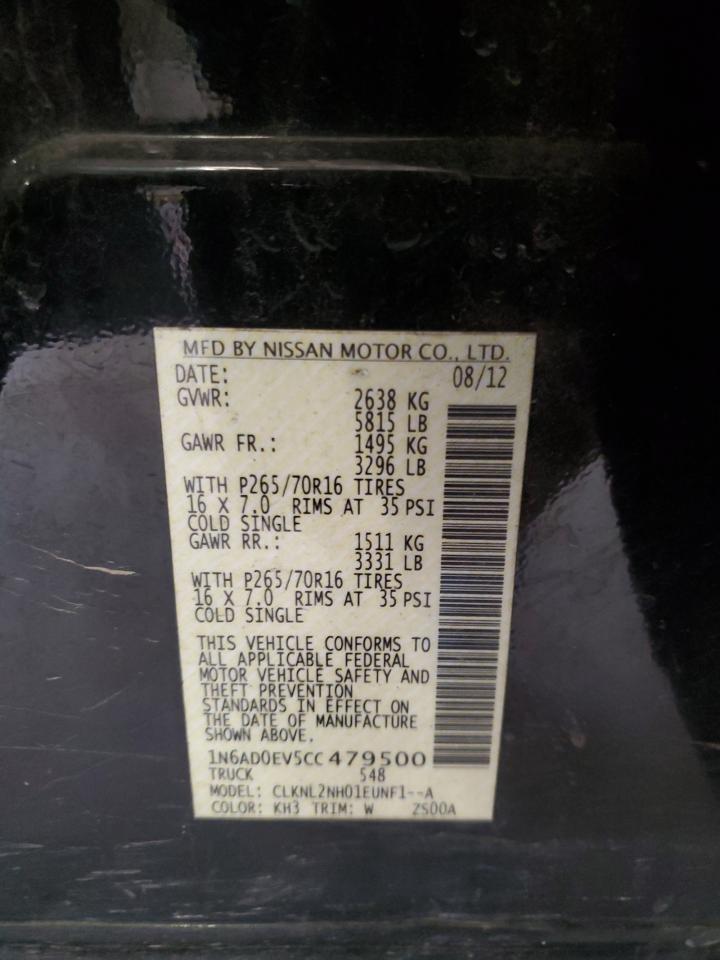 MFD BY NISSAN MOTOR CO., LTD.
DATE: 08/12
GVWR: 2638 KG
5815 LB
GAWR FR.: 1495 KG
3296 LB
WITH P265/70R16 TIRES
16 X 7.0 RIMS AT 35 PSI
COLD SINGLE
GAWR RR.: 1511 KG
3331 LB
WITH P265/70R16 TIRES
16 X 7.0 RIMS AT 35 PSI
COLD SINGLE
THIS VEHICLE CONFORMS TO
ALL APPLICABLE FEDERAL
MOTOR VEHICLE SAFETY AND
THEFT PREVENTION
STANDARDS IN EFFECT ON
THE DATE OF MANUFACTURE
SHOWN ABOVE.
1N6AD0EV5CC479500
TRUCK 548
MODEL: CLKNL2NH01EUNF1--A
COLOR: KH3 TRIM: W ZS00A